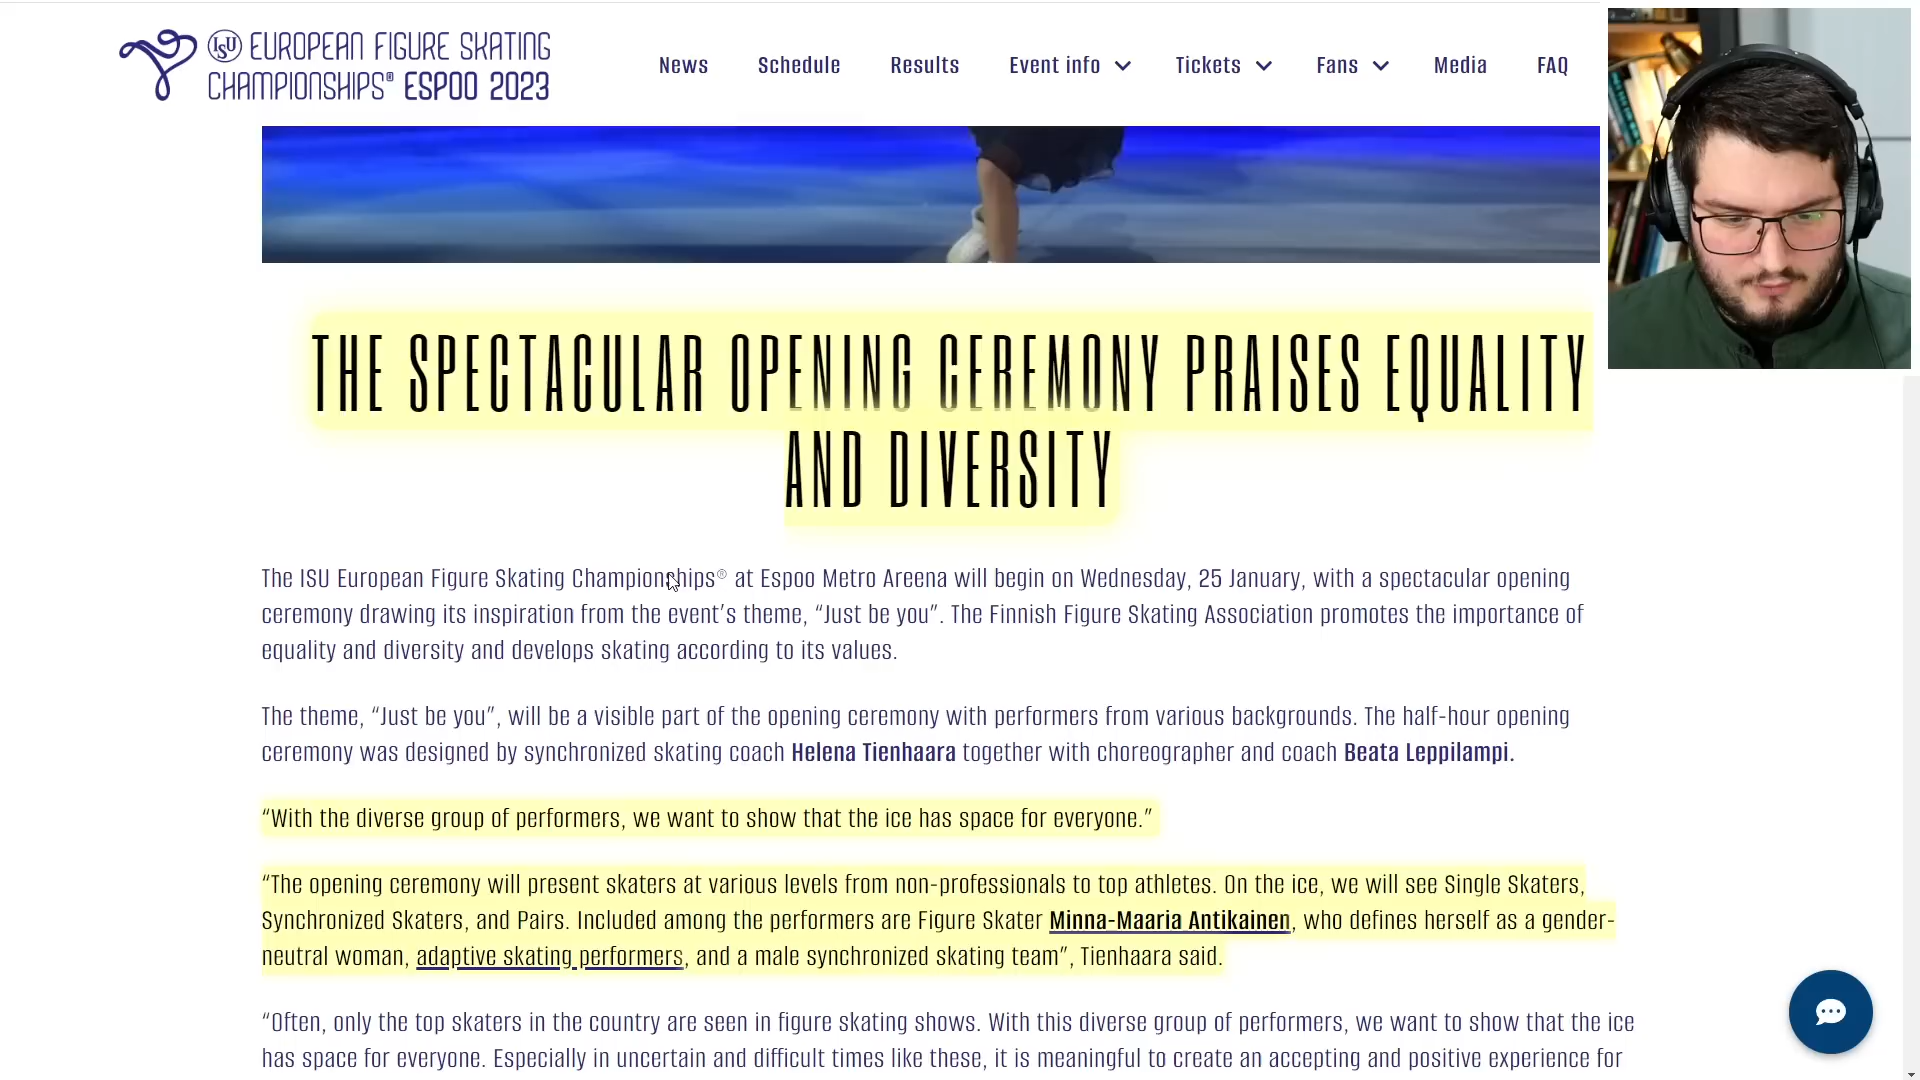 ISU EUROPEAN FIGURE SKATING
CHAMPIONSHIPS® ESPOO 2023
News Schedule Results Event info Tickets Fans Media FAQ
THE SPECTACULAR OPENING CEREMONY PRAISES EQUALITY
AND DIVERSITY
The ISU European Figure Skating Championships® at Espoo Metro Areena will begin on Wednesday, 25 January, with a spectacular opening
ceremony drawing its inspiration from the event’s theme, “Just be you”. The Finnish Figure Skating Association promotes the importance of
equality and diversity and develops skating according to its values.
The theme, “Just be you”, will be a visible part of the opening ceremony with performers from various backgrounds. The half-hour opening
ceremony was designed by synchronized skating coach Helena Tienhaara together with choreographer and coach Beata Leppilampi.
“With the diverse group of performers, we want to show that the ice has space for everyone.”
“The opening ceremony will present skaters at various levels from non-professionals to top athletes. On the ice, we will see Single Skaters,
Synchronized Skaters, and Pairs. Included among the performers are Figure Skater Minna-Maaria Antikainen, who defines herself as a gender-
neutral woman, adaptive skating performers, and a male synchronized skating team”, Tienhaara said.
“Often, only the top skaters in the country are seen in figure skating shows. With this diverse group of performers, we want to show that the ice
has space for everyone. Especially in uncertain and difficult times like these, it is meaningful to create an accepting and positive experience for